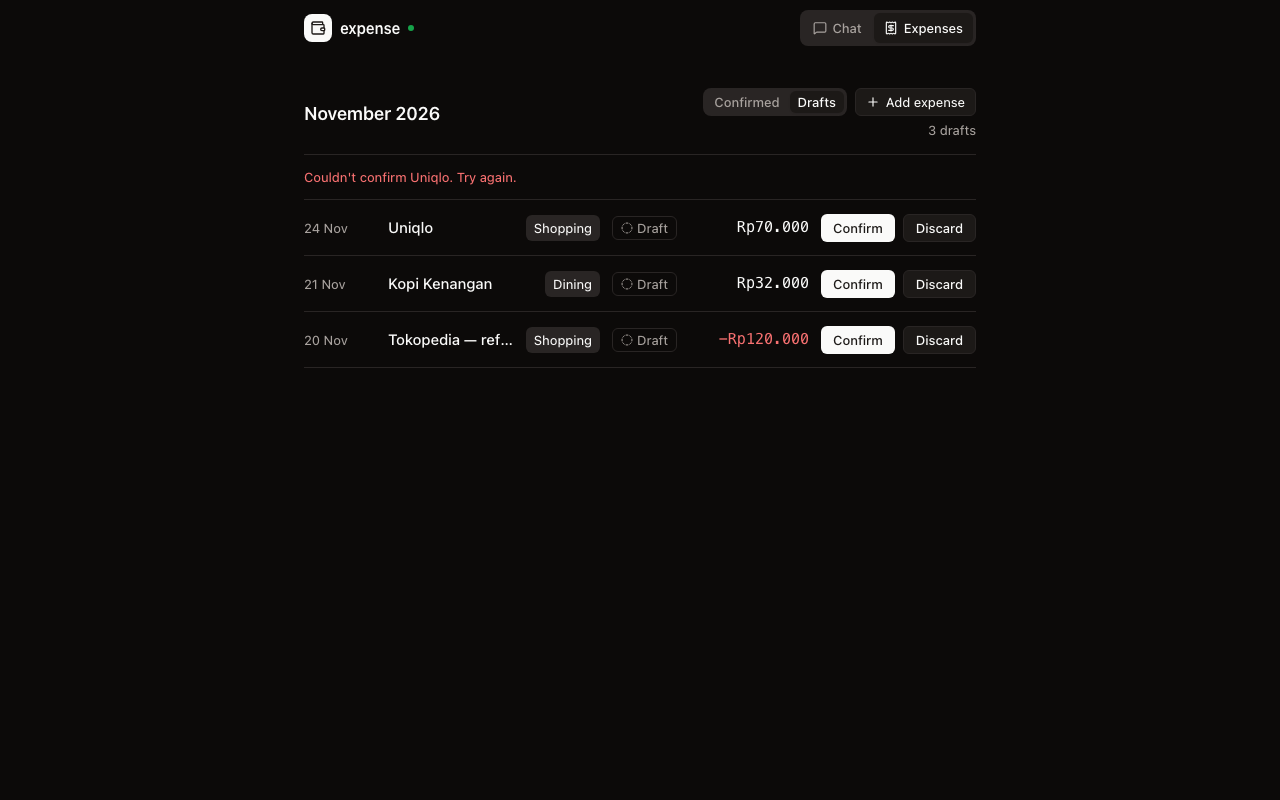 expense
Chat
Expenses
November 2026
Confirmed
Drafts
Add expense
3 drafts
Couldn't confirm Uniqlo. Try again.
24 Nov Uniqlo Shopping Draft Rp70.000 Confirm Discard
21 Nov Kopi Kenangan Dining Draft Rp32.000 Confirm Discard
20 Nov Tokopedia — ref... Shopping Draft −Rp120.000 Confirm Discard